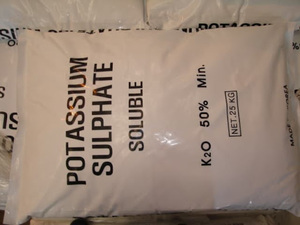 POTASSIUM
SULPHATE
SOLUBLE
K2O 50% Min.
NET. 25 KG